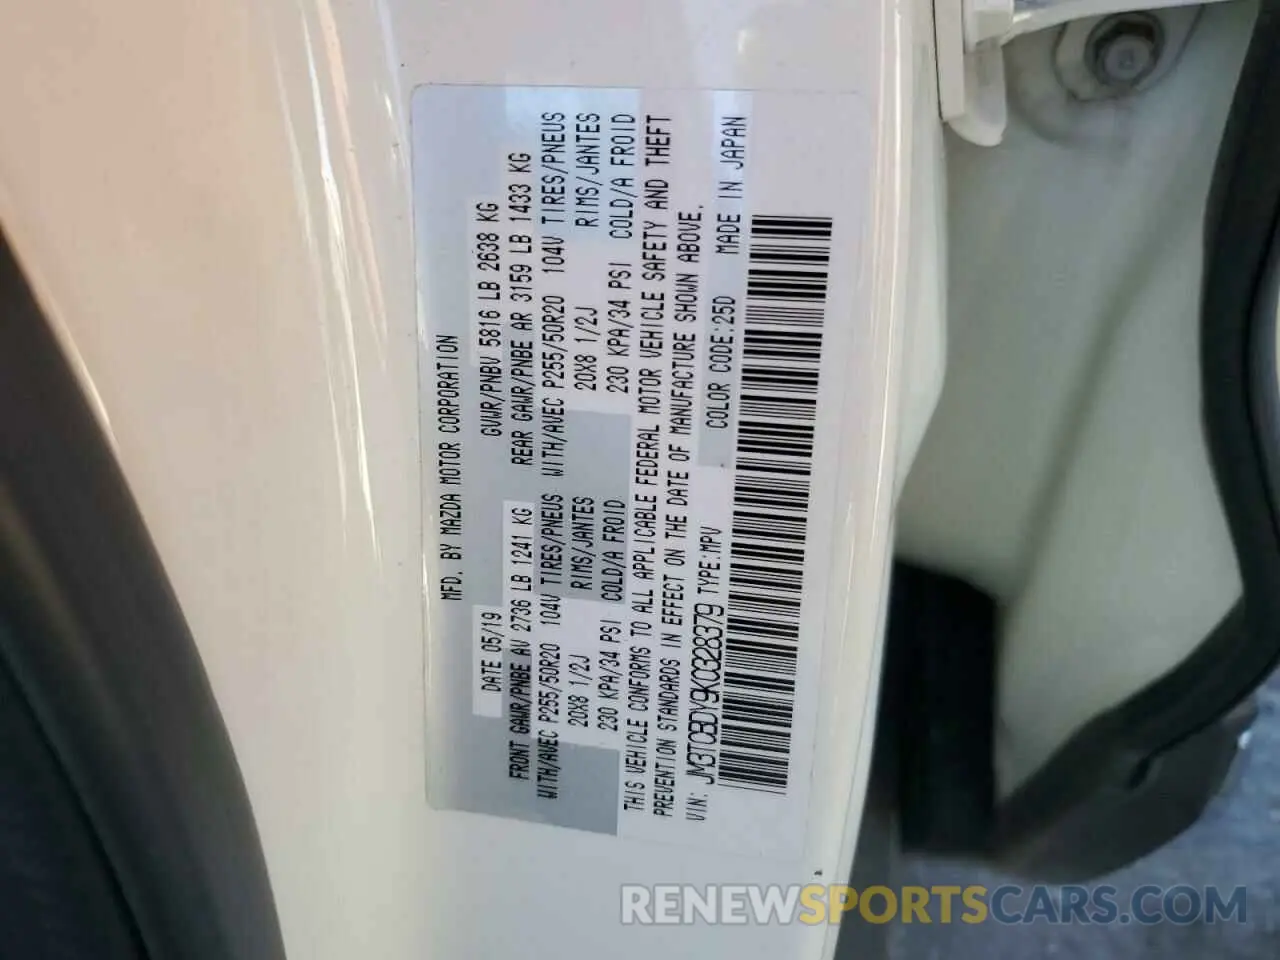 MFD. BY MAZDA MOTOR CORPORATION
DATE 05/19 GVWR/PNBV 5816 LB 2638 KG
FRONT GAWR/PNBE AV 2736 LB 1241 KG REAR GAWR/PNBE AR 3159 LB 1433 KG
WITH/AVEC P255/50R20 104V TIRES/PNEUS WITH/AVEC P255/50R20 104V TIRES/PNEUS
20X8 1/2J RIMS/JANTES 20X8 1/2J RIMS/JANTES
230 KPA/34 PSI COLD/A FROID 230 KPA/34 PSI COLD/A FROID
THIS VEHICLE CONFORMS TO ALL APPLICABLE FEDERAL MOTOR VEHICLE SAFETY AND THEFT
PREVENTION STANDARDS IN EFFECT ON THE DATE OF MANUFACTURE SHOWN ABOVE.
VIN: JM3TCBDY9K0328379 TYPE:MPV COLOR CODE:25D MADE IN JAPAN
RENEWSPORTSCARS.COM